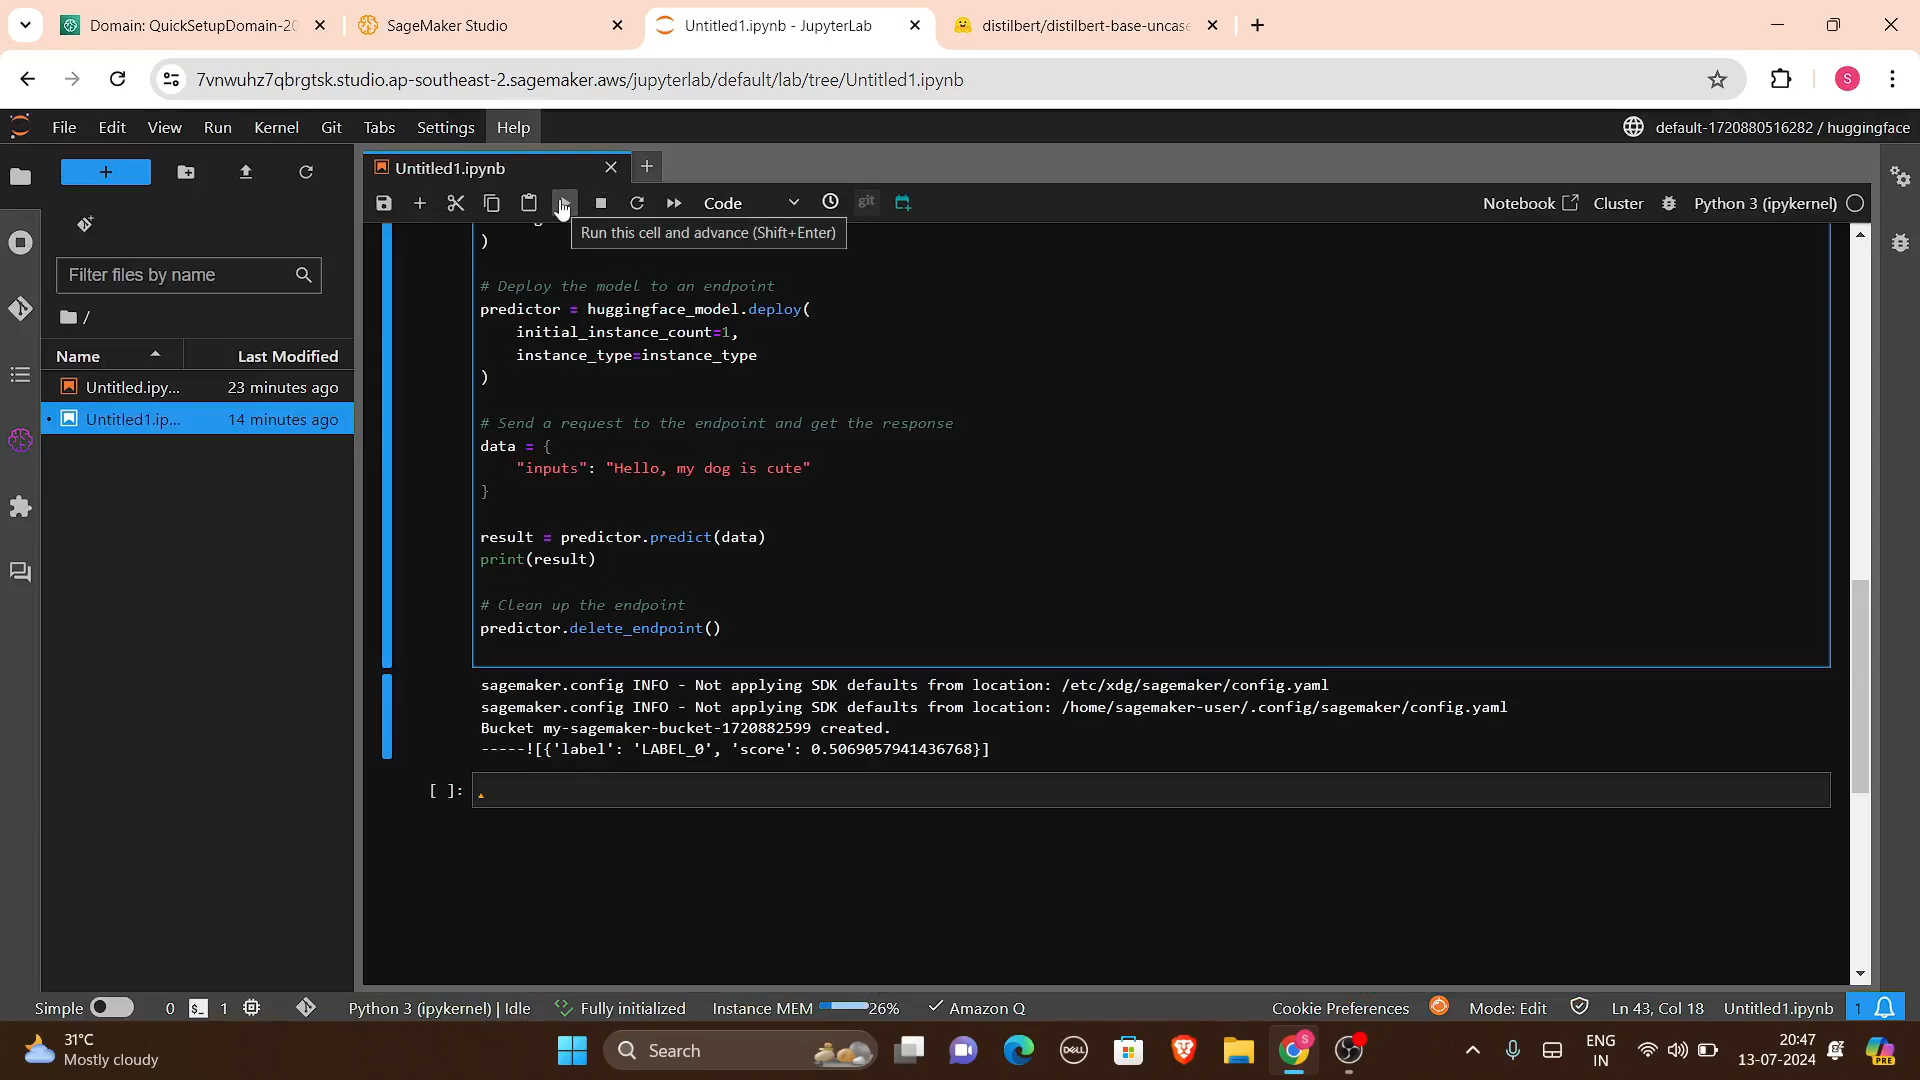 Domain: QuickSetupDomain-20
SageMaker Studio
Untitled1.ipynb - JupyterLab
distilbert/distilbert-base-uncase
7vnwuhz7qbrgtsk.studio.ap-southeast-2.sagemaker.aws/jupyterlab/default/lab/tree/Untitled1.ipynb
S
File Edit View Run Kernel Git Tabs Settings Help
default-1720880516282 / huggingface
+
Filter files by name
/
Name Last Modified
Untitled.ipy... 23 minutes ago
Untitled1.ip... 14 minutes ago
Untitled1.ipynb
Code
git
Notebook
Cluster
Python 3 (ipykernel)
Run this cell and advance (Shift+Enter)
)
# Deploy the model to an endpoint
predictor = huggingface_model.deploy(
initial_instance_count=1,
instance_type=instance_type
)
# Send a request to the endpoint and get the response
data = {
"inputs": "Hello, my dog is cute"
}
result = predictor.predict(data)
print(result)
# Clean up the endpoint
predictor.delete_endpoint()
sagemaker.config INFO - Not applying SDK defaults from location: /etc/xdg/sagemaker/config.yaml
sagemaker.config INFO - Not applying SDK defaults from location: /home/sagemaker-user/.config/sagemaker/config.yaml
Bucket my-sagemaker-bucket-1720882599 created.
-----![{'label': 'LABEL_0', 'score': 0.5069057941436768}]
[ ]:
Simple 0 1 Python 3 (ipykernel) | Idle Fully initialized Instance MEM 26% Amazon Q Cookie Preferences Mode: Edit Ln 43, Col 18 Untitled1.ipynb 1
31°C
Mostly cloudy
Search
DELL
S
ENG
IN
20:47
13-07-2024
PRE